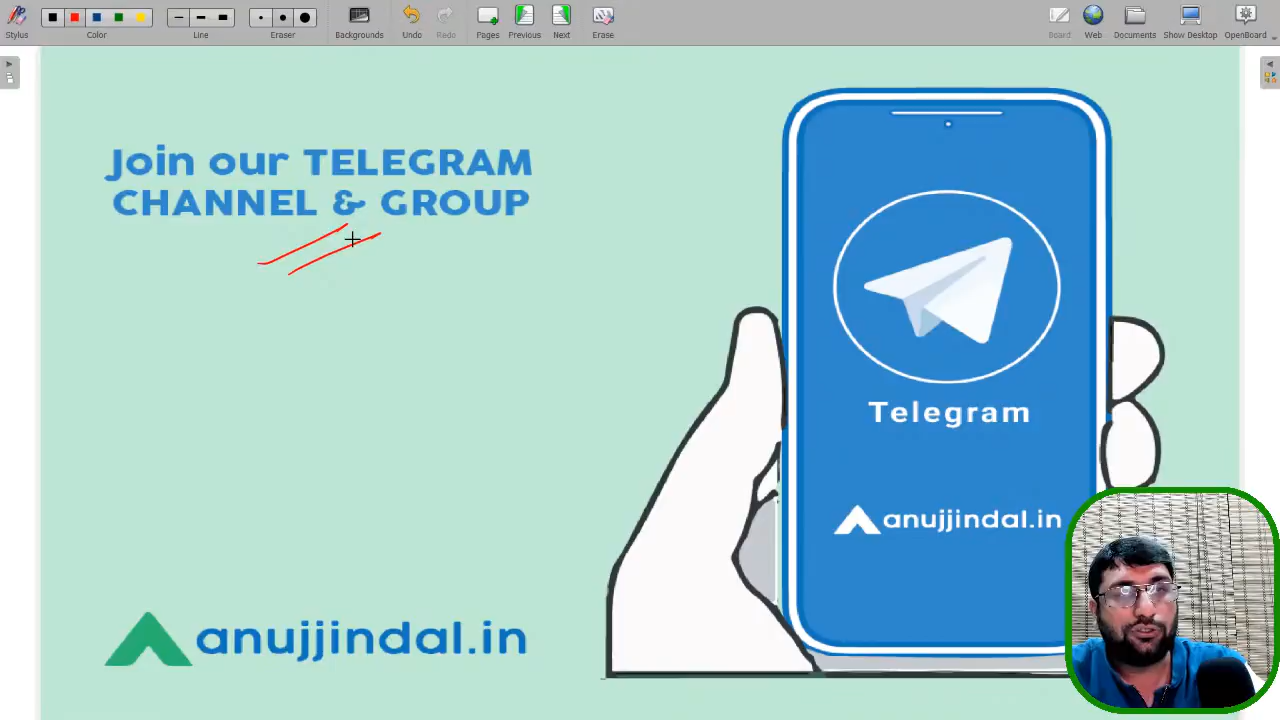 Stylus
Color
Line
Eraser
Backgrounds
Undo
Redo
Pages
Previous
Next
Erase
Board
Web
Documents
Show Desktop
OpenBoard
Join our TELEGRAM
CHANNEL & GROUP
Telegram
anujjindal.in
anujjindal.in